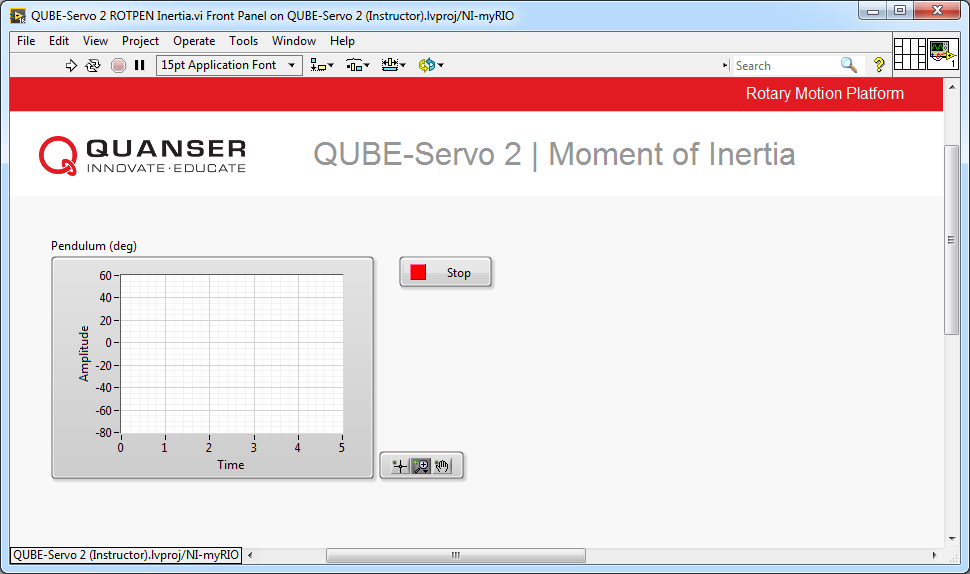 QUBE-Servo 2 ROTPEN Inertia.vi Front Panel on QUBE-Servo 2 (Instructor).lvproj/NI-myRIO
File Edit View Project Operate Tools Window Help
15pt Application Font
Search
?
1
Rotary Motion Platform
QUANSER
INNOVATE·EDUCATE
QUBE-Servo 2 | Moment of Inertia
Pendulum (deg)
Stop
60
40
20
0
-20
-40
-60
-80
Amplitude
0 1 2 3 4 5
Time
QUBE-Servo 2 (Instructor).lvproj/NI-myRIO